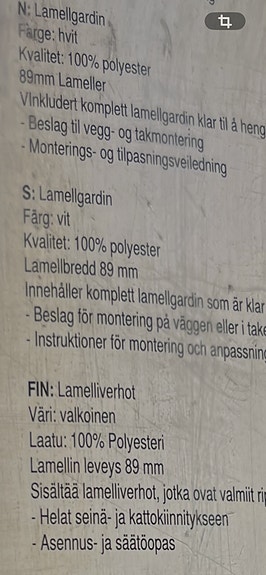 N: Lamellgardin
Farge: hvit
Kvalitet: 100% polyester
89mm Lameller
VInkludert komplett lamellgardin klar til å heng
- Beslag til vegg- og takmontering
- Monterings- og tilpasningsveiledning
S: Lamellgardin
Färg: vit
Kvalitet: 100% polyester
Lamellbredd 89 mm
Innehåller komplett lamellgardin som är klar
- Beslag för montering på väggen eller i take
- Instruktioner för montering och anpassning
FIN: Lamelliverhot
Väri: valkoinen
Laatu: 100% Polyesteri
Lamellin leveys 89 mm
Sisältää lamelliverhot, jotka ovat valmiit rip
- Helat seinä- ja kattokiinnitykseen
- Asennus- ja säätöopas